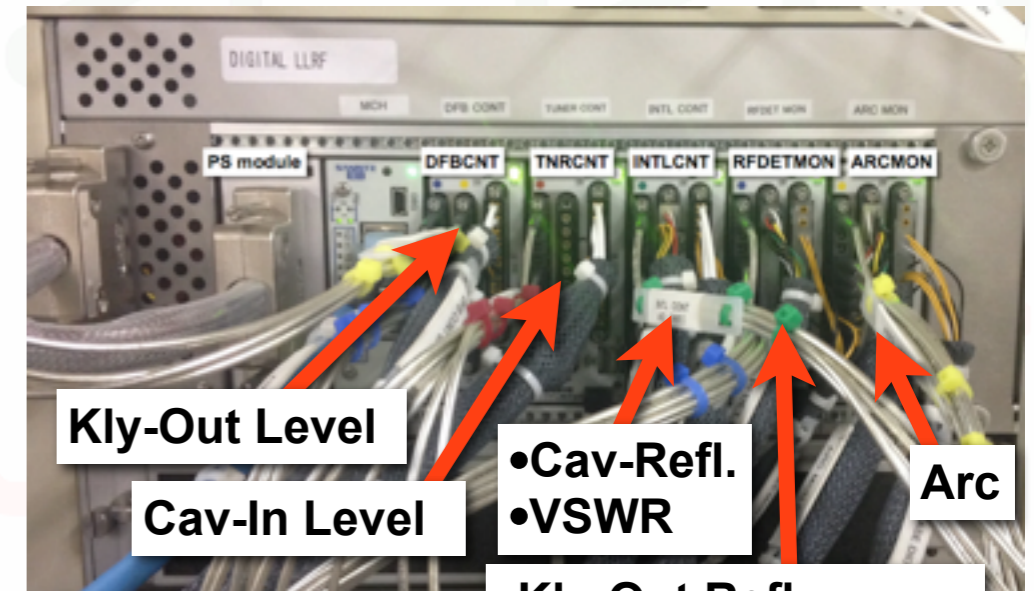 DIGITAL LLRF
MCH DFB CONT TUNER CONT INTL CONT RFDET MON ARC MON
PS module DFBCNT TNRCNT INTLCNT RFDETMON ARCMON
Kly-Out Level
•Cav-Refl.
•VSWR
Arc
Cav-In Level